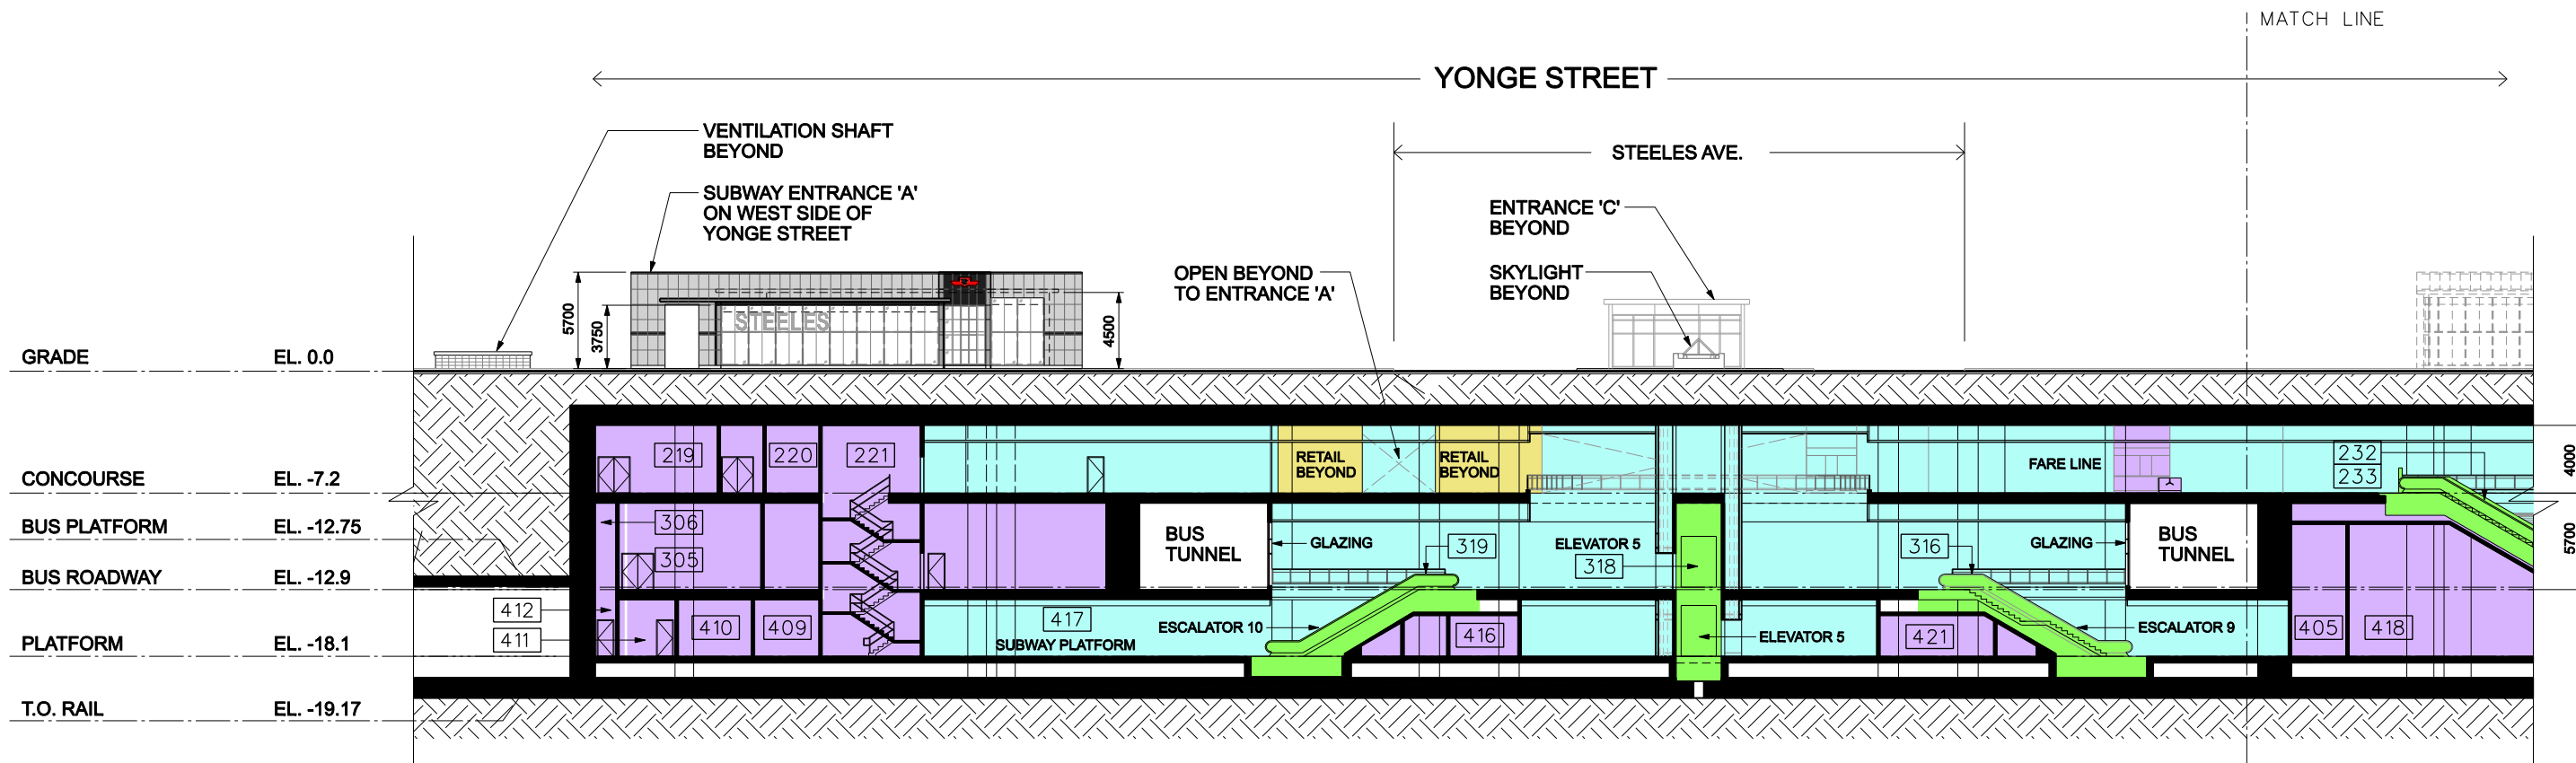 MATCH LINE
YONGE STREET
VENTILATION SHAFT
BEYOND
STEELES AVE.
SUBWAY ENTRANCE 'A'
ON WEST SIDE OF
YONGE STREET
ENTRANCE 'C'
BEYOND
OPEN BEYOND
TO ENTRANCE 'A'
SKYLIGHT
BEYOND
5700
3750
STEELES
4500
GRADE EL. 0.0
219
220
221
RETAIL
BEYOND
RETAIL
BEYOND
FARE LINE
232
233
4000
CONCOURSE EL. -7.2
BUS PLATFORM EL. -12.75
306
305
BUS
TUNNEL
GLAZING
319
ELEVATOR 5
318
316
GLAZING
BUS
TUNNEL
5700
BUS ROADWAY EL. -12.9
412
411
410
409
417
SUBWAY PLATFORM
ESCALATOR 10
416
ELEVATOR 5
421
ESCALATOR 9
405
418
PLATFORM EL. -18.1
T.O. RAIL EL. -19.17